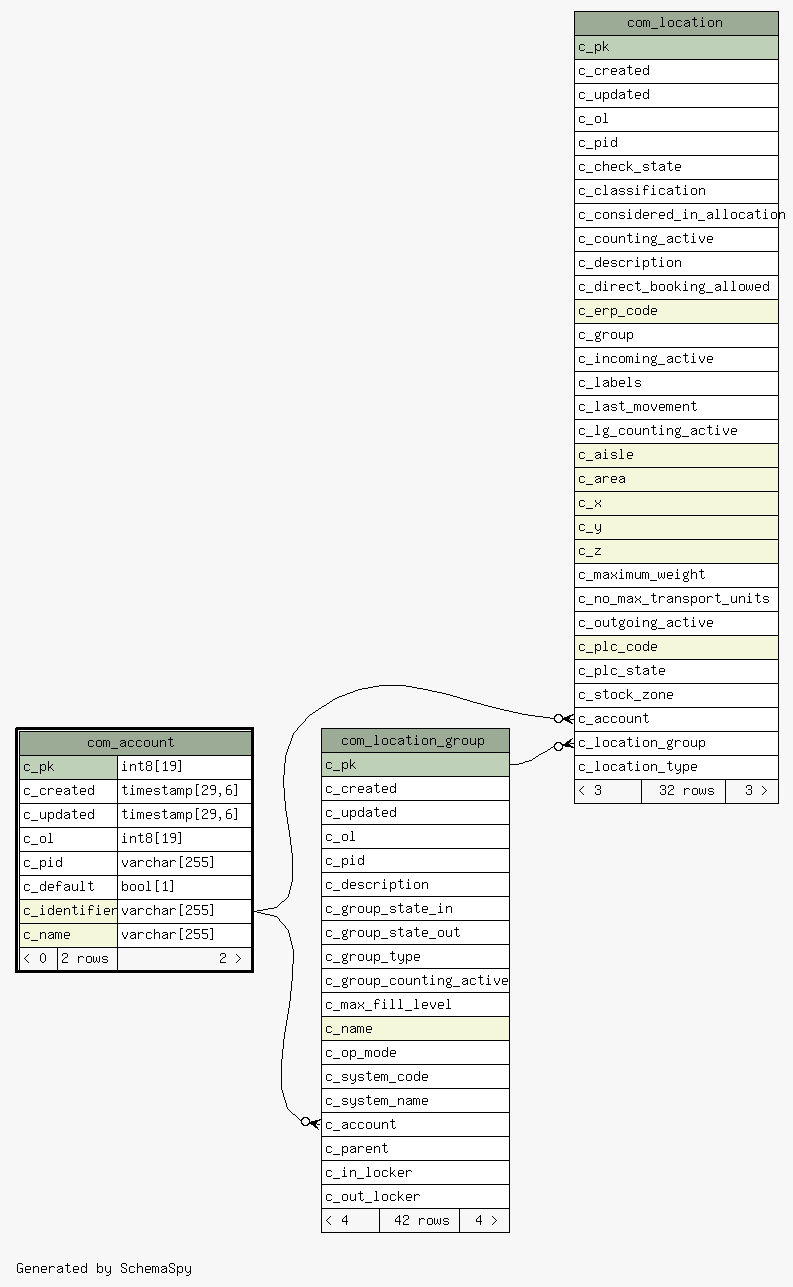 com_location
c_pk
c_created
c_updated
c_ol
c_pid
c_check_state
c_classification
c_considered_in_allocation
c_counting_active
c_description
c_direct_booking_allowed
c_erp_code
c_group
c_incoming_active
c_labels
c_last_movement
c_lg_counting_active
c_aisle
c_area
c_x
c_y
c_z
c_maximum_weight
c_no_max_transport_units
c_outgoing_active
c_plc_code
c_plc_state
c_stock_zone
c_account
c_location_group
c_location_type
< 3 32 rows 3 >
com_account
c_pk int8[19]
c_created timestamp[29,6]
c_updated timestamp[29,6]
c_ol int8[19]
c_pid varchar[255]
c_default bool[1]
c_identifier varchar[255]
c_name varchar[255]
< 0 2 rows 2 >
com_location_group
c_pk
c_created
c_updated
c_ol
c_pid
c_description
c_group_state_in
c_group_state_out
c_group_type
c_group_counting_active
c_max_fill_level
c_name
c_op_mode
c_system_code
c_system_name
c_account
c_parent
c_in_locker
c_out_locker
< 4 42 rows 4 >
Generated by SchemaSpy